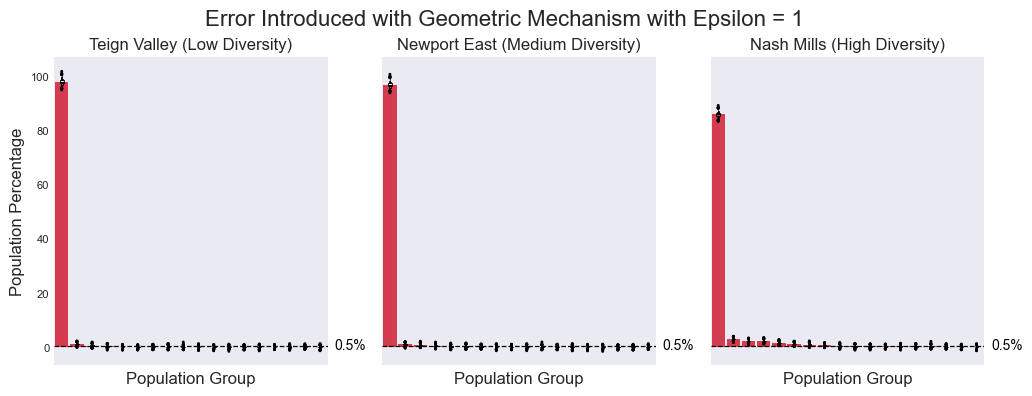 Error Introduced with Geometric Mechanism with Epsilon = 1
Teign Valley (Low Diversity)
Newport East (Medium Diversity)
Nash Mills (High Diversity)
Population Percentage
100
80
60
40
20
0
0.5%
0.5%
0.5%
Population Group
Population Group
Population Group